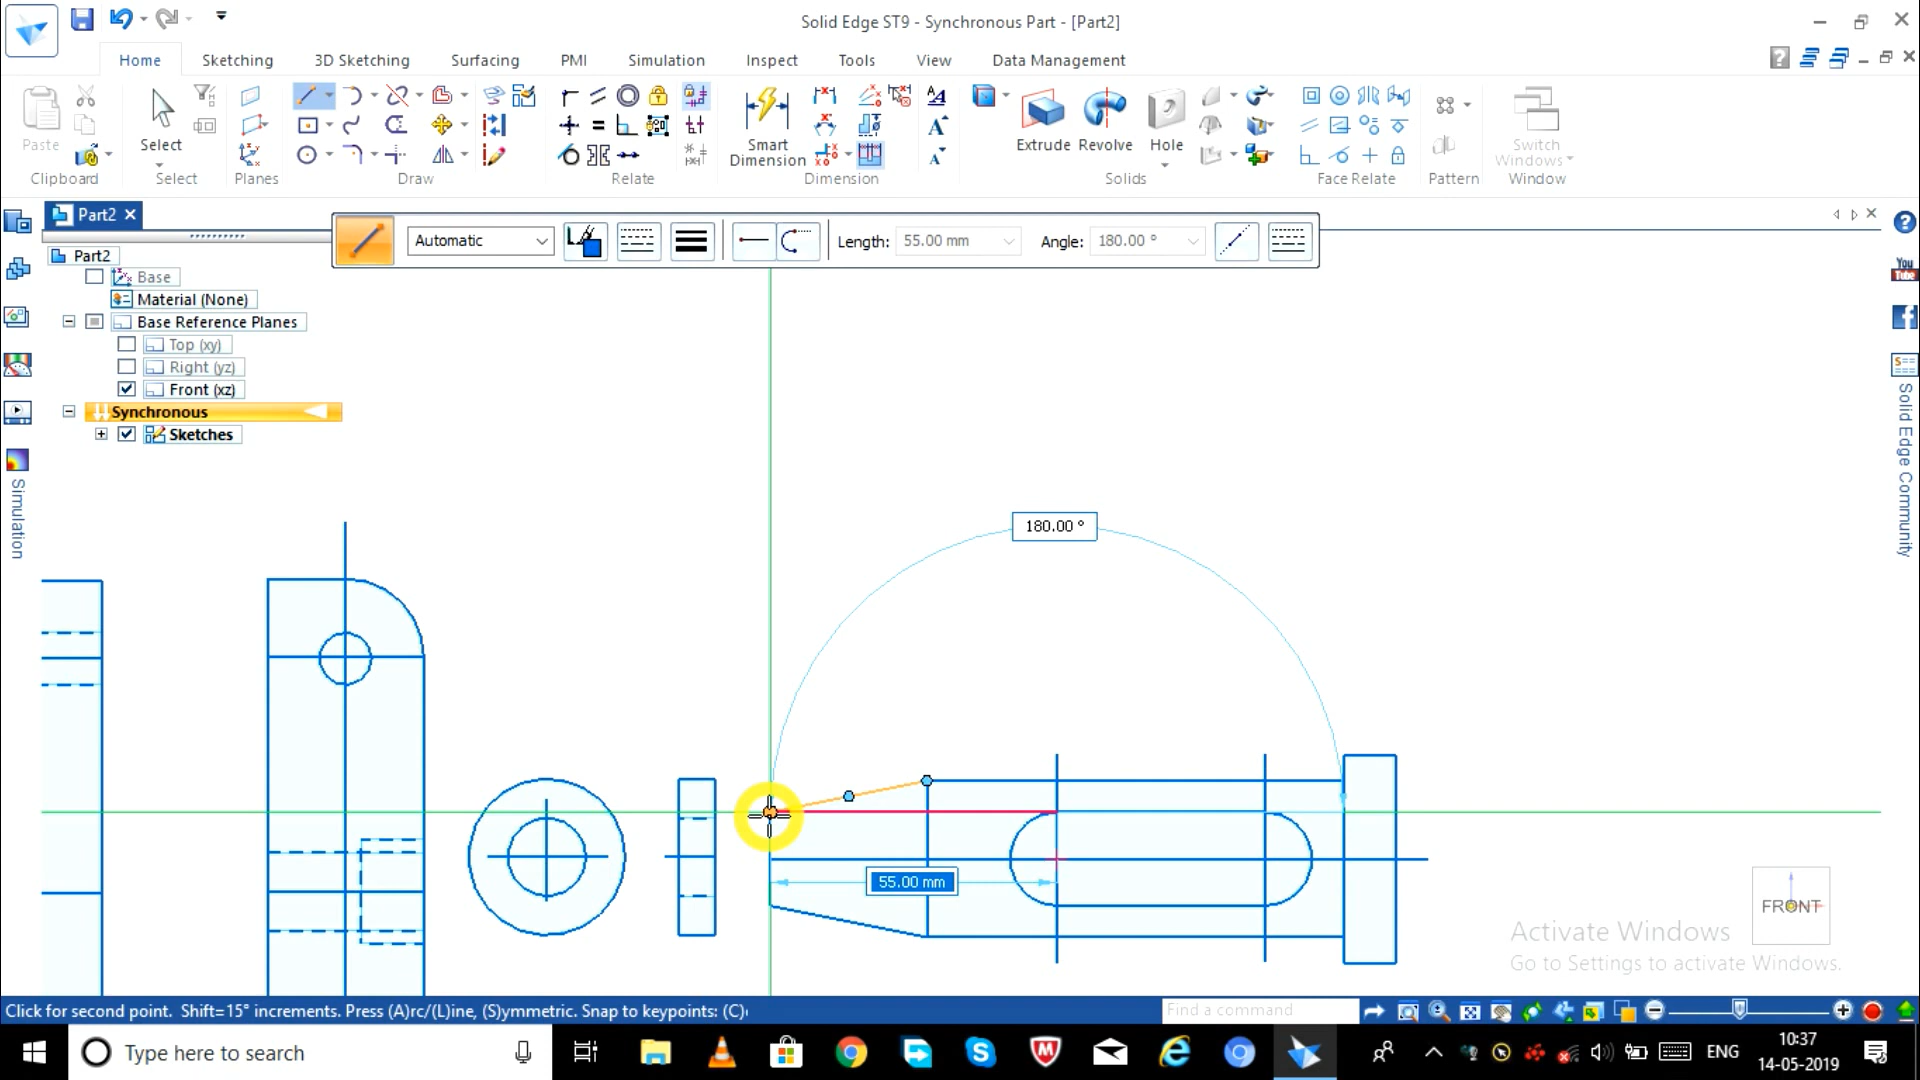 Solid Edge ST9 - Synchronous Part - [Part2]
Home
Sketching
3D Sketching
Surfacing
PMI
Simulation
Inspect
Tools
View
Data Management
Paste
Clipboard
Select
Select
Planes
Draw
Relate
Smart
Dimension
Dimension
Extrude
Revolve
Hole
Solids
Face Relate
Pattern
Switch
Windows
Window
Part2
Automatic
Length: 55.00 mm
Angle: 180.00 °
Part2
Base
Material (None)
Base Reference Planes
Top (xy)
Right (yz)
Front (xz)
Synchronous
Sketches
Simulation
You
Tube
Solid Edge Community
180.00 °
55.00 mm
FRONT
Activate Windows
Go to Settings to activate Windows.
Click for second point. Shift=15° increments. Press (A)rc/(L)ine, (S)ymmetric. Snap to keypoints: (C)
Find a command
Type here to search
ENG
10:37
14-05-2019